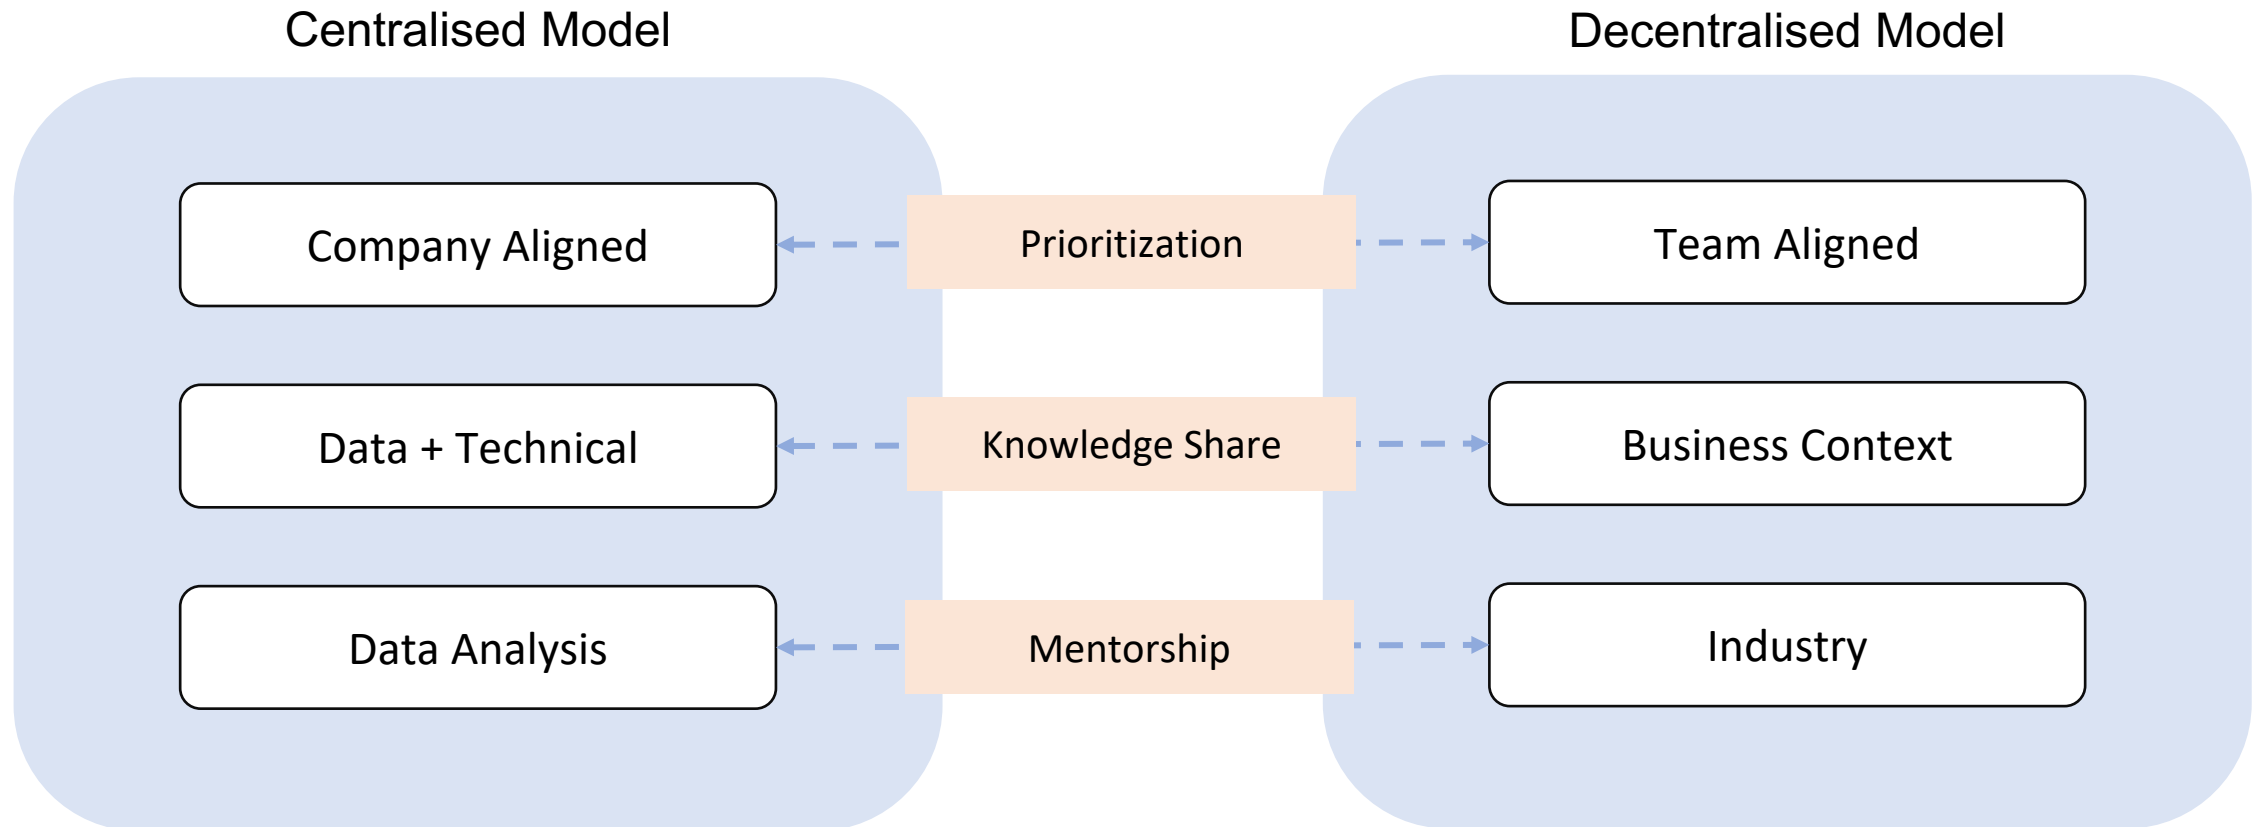 Centralised Model
Decentralised Model
Company Aligned
Prioritization
Team Aligned
Data + Technical
Knowledge Share
Business Context
Data Analysis
Mentorship
Industry